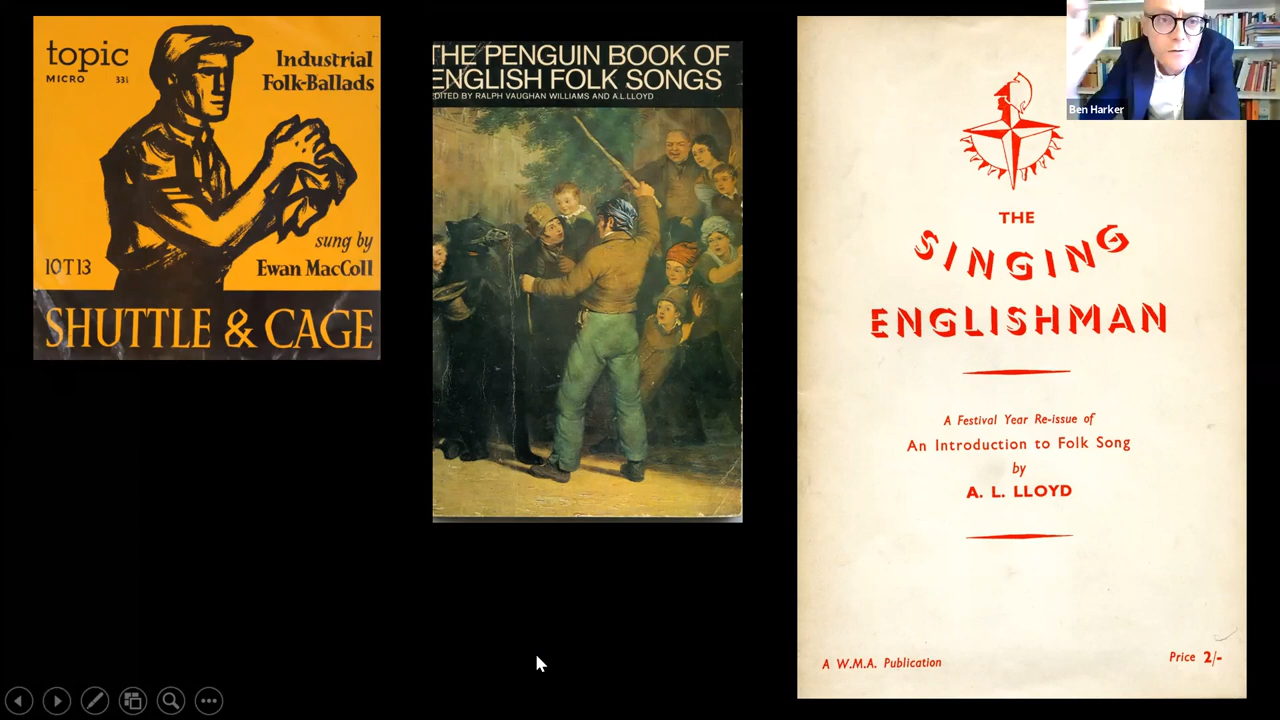 topic
MICRO 33⅓
Industrial
Folk-Ballads
sung by
Ewan MacColl
10T13
SHUTTLE & CAGE
THE PENGUIN BOOK OF
ENGLISH FOLK SONGS
EDITED BY RALPH VAUGHAN WILLIAMS AND A.L.LLOYD
THE
SINGING
ENGLISHMAN
A Festival Year Re-issue of
An Introduction to Folk Song
by
A. L. LLOYD
A W.M.A. Publication
Price 2/-
Ben Harker